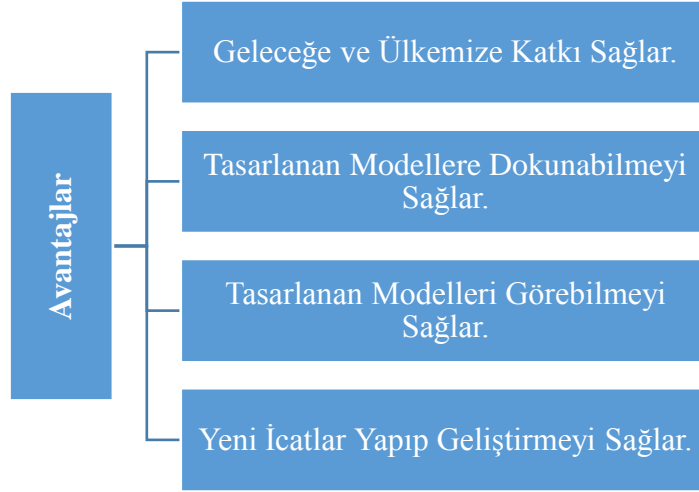 Avantajlar
Geleceğe ve Ülkemize Katkı Sağlar.
Tasarlanan Modellere Dokunabilmeyi
Sağlar.
Tasarlanan Modelleri Görebilmeyi
Sağlar.
Yeni İcatlar Yapıp Geliştirmeyi Sağlar.